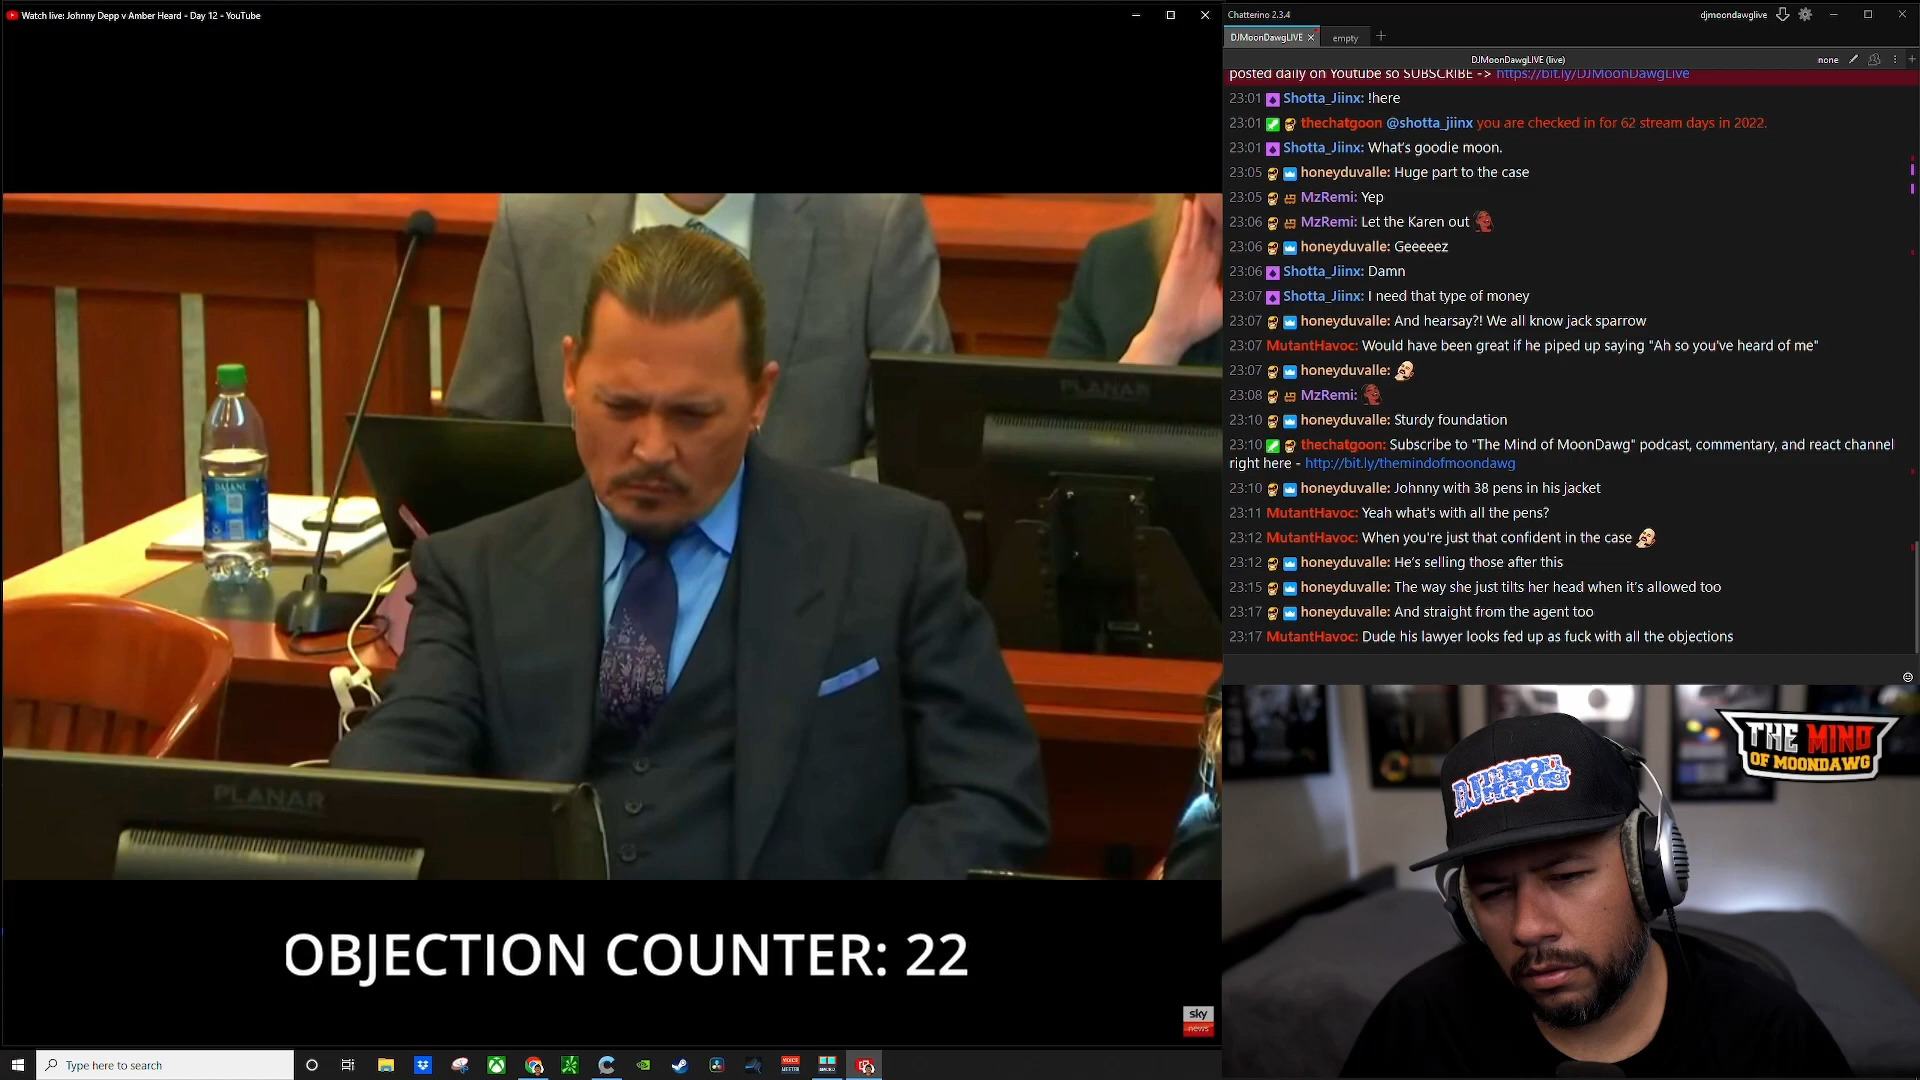 Watch live: Johnny Depp v Amber Heard - Day 12 - YouTube
PLANAR
DASANI
PLANAR
OBJECTION COUNTER: 22
sky
news
Type here to search
Chatterino 2.3.4
djmoondawglive
DJMoonDawgLIVE
empty
DJMoonDawgLIVE (live)
none
posted daily on Youtube so SUBSCRIBE -> https://bit.ly/DJMoonDawgLive
23:01 Shotta_Jiinx: !here
23:01 thechatgoon @shotta_jiinx you are checked in for 62 stream days in 2022.
23:01 Shotta_Jiinx: What's goodie moon.
23:05 honeyduvalle: Huge part to the case
23:05 MzRemi: Yep
23:06 MzRemi: Let the Karen out
23:06 honeyduvalle: Geeeeez
23:06 Shotta_Jiinx: Damn
23:07 Shotta_Jiinx: I need that type of money
23:07 honeyduvalle: And hearsay?! We all know jack sparrow
23:07 MutantHavoc: Would have been great if he piped up saying "Ah so you've heard of me"
23:07 honeyduvalle:
23:08 MzRemi:
23:10 honeyduvalle: Sturdy foundation
23:10 thechatgoon: Subscribe to "The Mind of MoonDawg" podcast, commentary, and react channel
right here - http://bit.ly/themindofmoondawg
23:10 honeyduvalle: Johnny with 38 pens in his jacket
23:11 MutantHavoc: Yeah what's with all the pens?
23:12 MutantHavoc: When you're just that confident in the case
23:12 honeyduvalle: He's selling those after this
23:15 honeyduvalle: The way she just tilts her head when it's allowed too
23:17 honeyduvalle: And straight from the agent too
23:17 MutantHavoc: Dude his lawyer looks fed up as fuck with all the objections
THE MIND
OF MOONDAWG